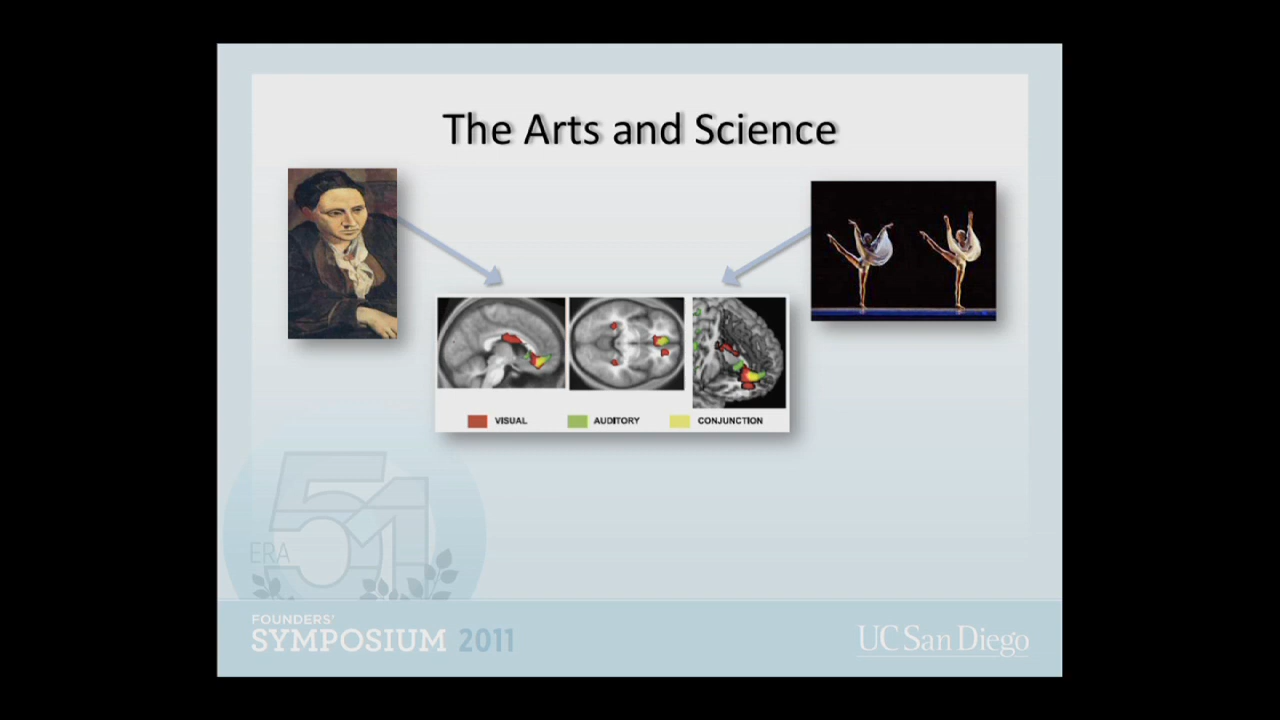 The Arts and Science
VISUAL
AUDITORY
CONJUNCTION
ERA
51
FOUNDERS'
SYMPOSIUM 2011
UC San Diego